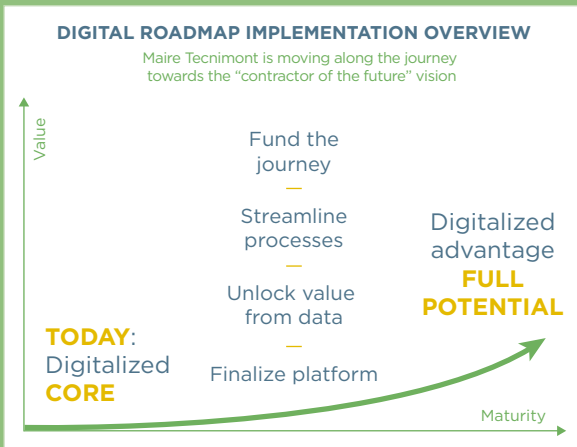 DIGITAL ROADMAP IMPLEMENTATION OVERVIEW
Maire Tecnimont is moving along the journey
towards the “contractor of the future” vision
Value
Fund the
journey
—
Streamline
processes
—
Unlock value
from data
—
Finalize platform
TODAY:
Digitalized
CORE
Digitalized
advantage
FULL
POTENTIAL
Maturity